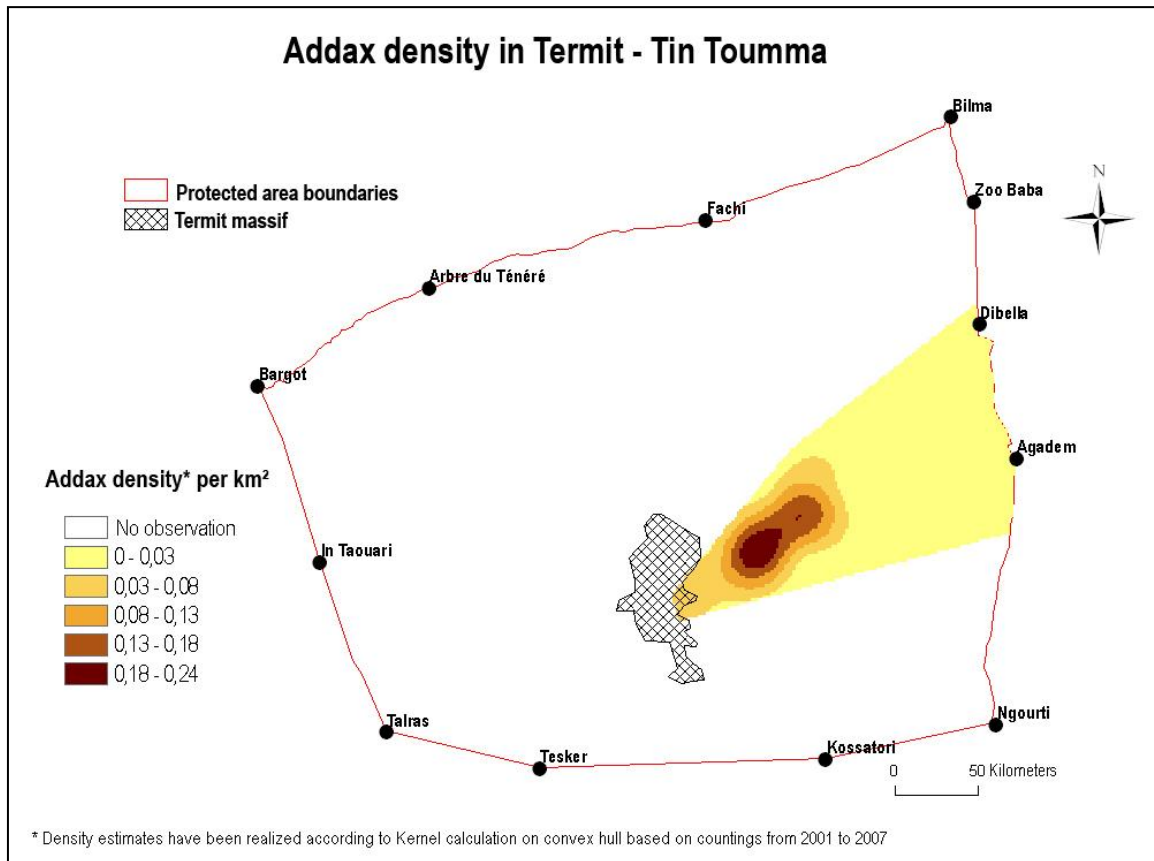 Addax density in Termit - Tin Toumma
Bilma
Protected area boundaries
Termit massif
N
Zoo Baba
Fachi
Arbre du Ténéré
Dibella
Bargot
Agadem
Addax density* per km²
No observation
0 - 0,03
0,03 - 0,08
0,08 - 0,13
0,13 - 0,18
0,18 - 0,24
In Taouari
Talras
Ngourti
Tesker
Kossatori
0 50 Kilometers
* Density estimates have been realized according to Kernel calculation on convex hull based on countings from 2001 to 2007